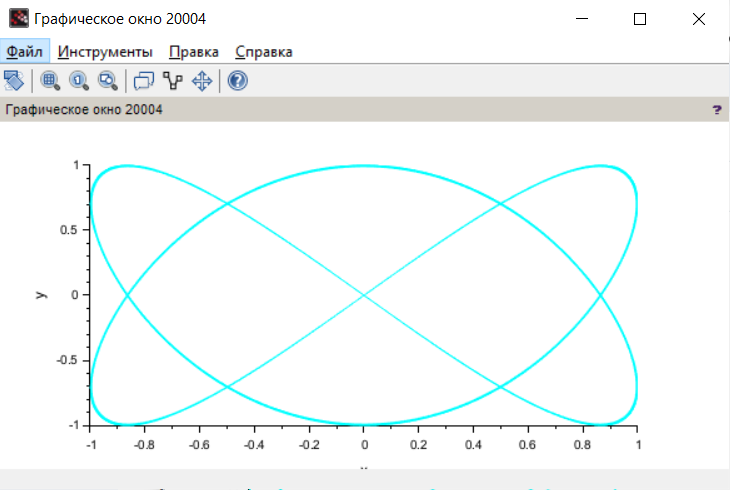 Графическое окно 20004
Файл Инструменты Правка Справка
Графическое окно 20004 ?
1
0.5
y
0
-0.5
-1
-1 -0.8 -0.6 -0.4 -0.2 0 0.2 0.4 0.6 0.8 1